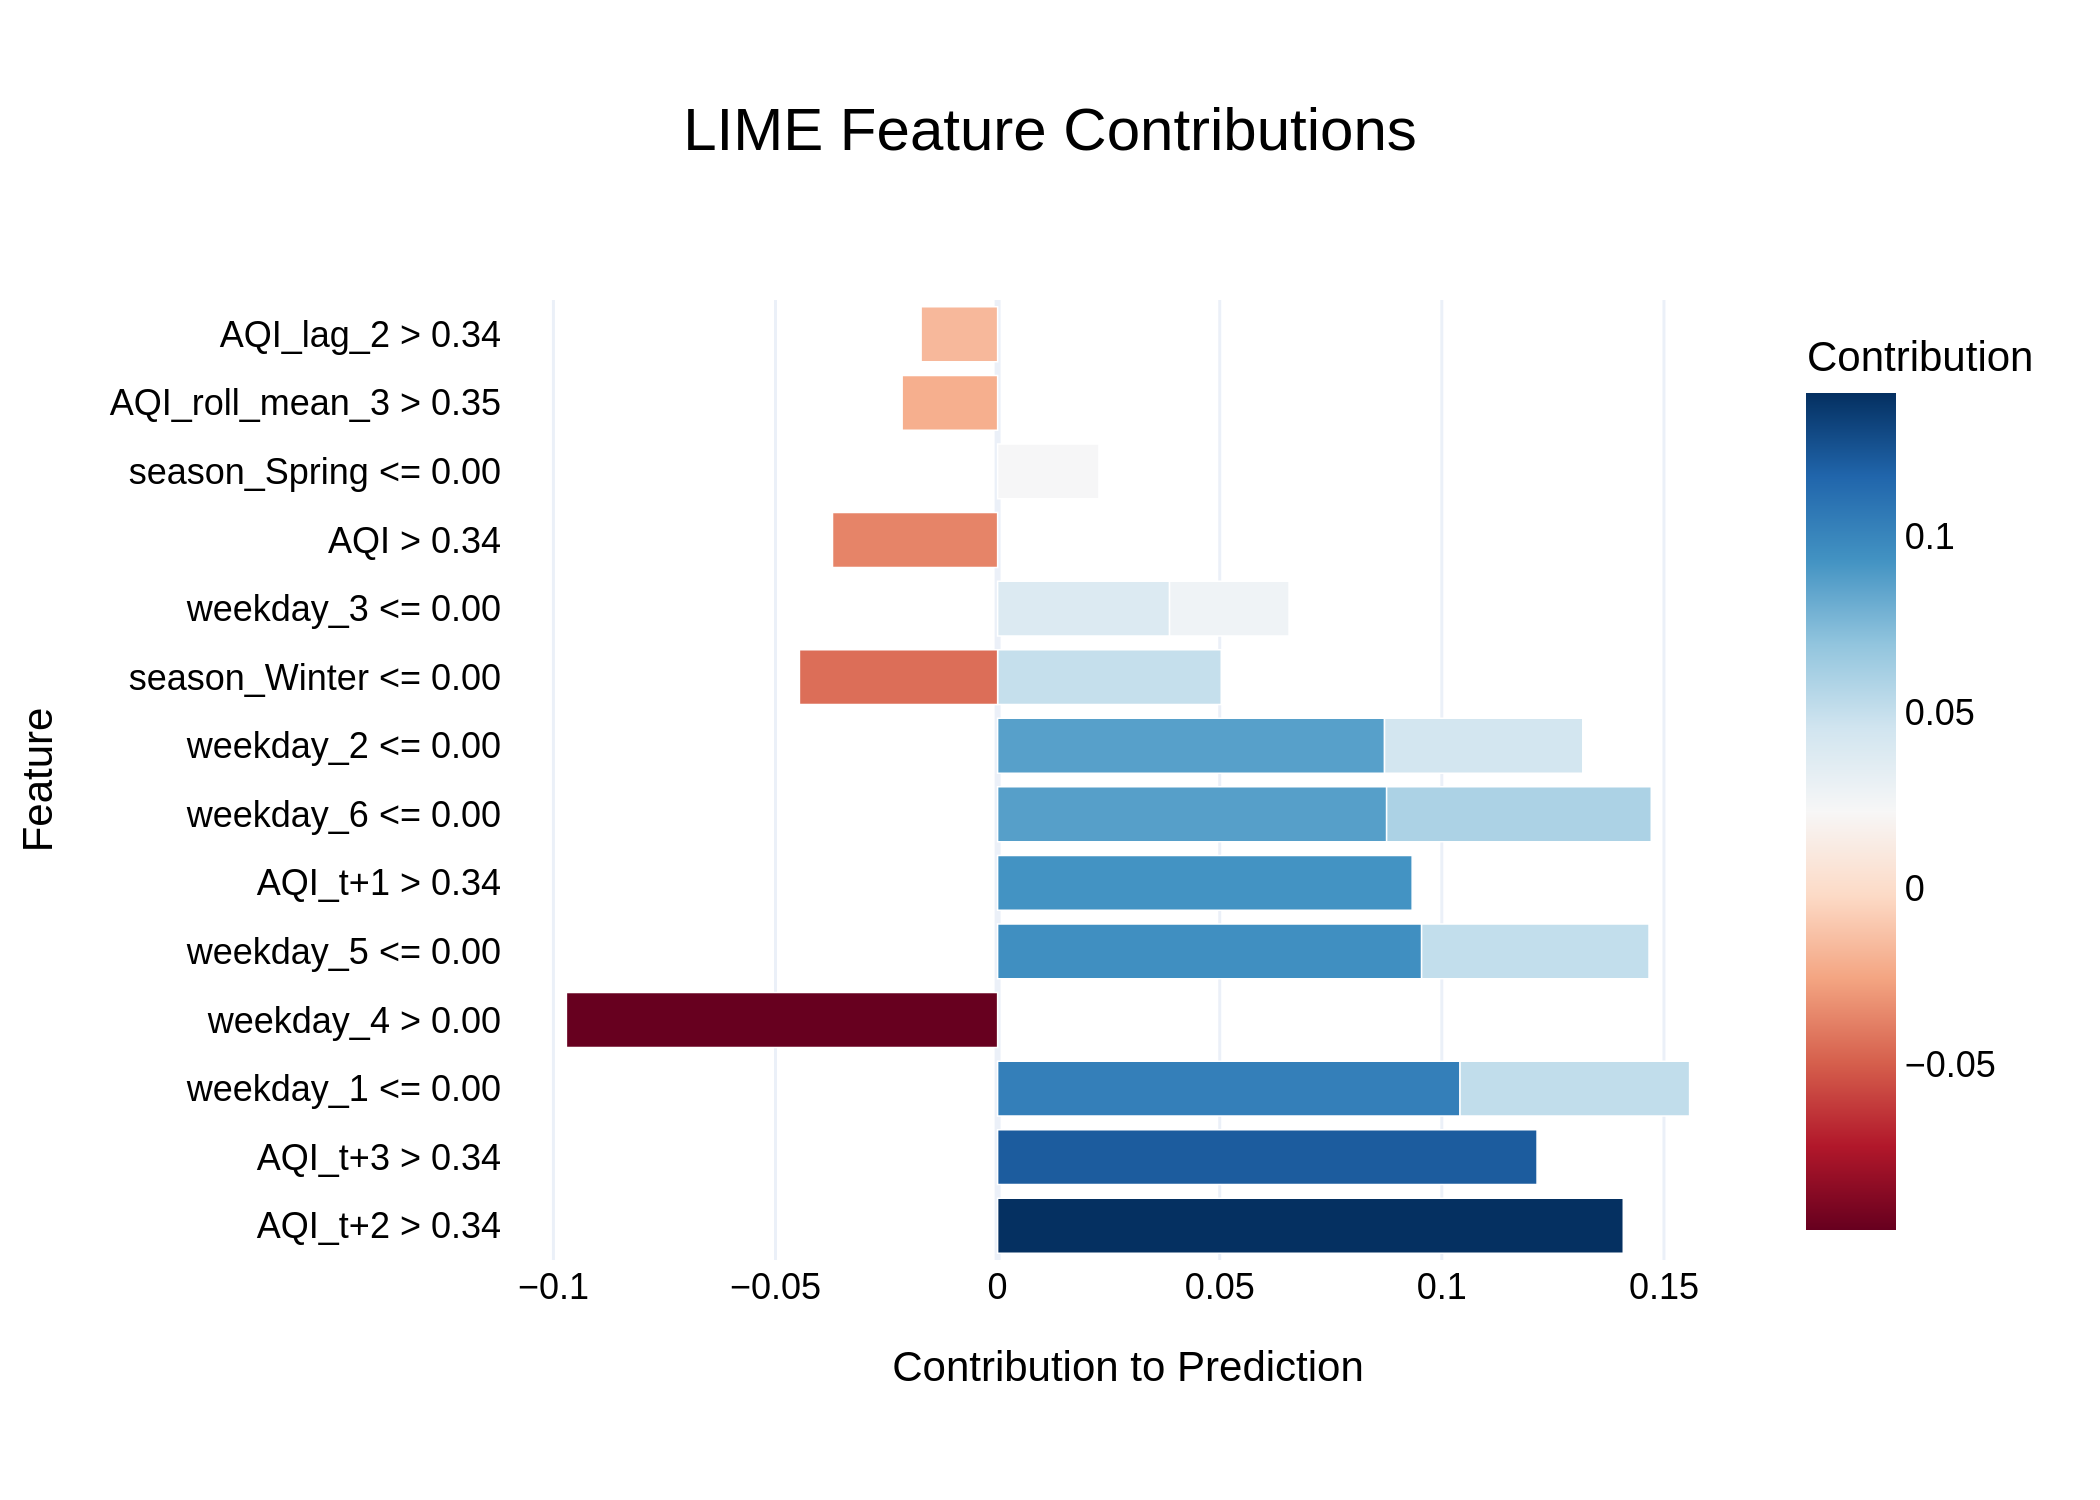 LIME Feature Contributions
AQI_lag_2 > 0.34
AQI_roll_mean_3 > 0.35
season_Spring <= 0.00
AQI > 0.34
weekday_3 <= 0.00
season_Winter <= 0.00
weekday_2 <= 0.00
weekday_6 <= 0.00
AQI_t+1 > 0.34
weekday_5 <= 0.00
weekday_4 > 0.00
weekday_1 <= 0.00
AQI_t+3 > 0.34
AQI_t+2 > 0.34
Feature
−0.1
−0.05
0
0.05
0.1
0.15
Contribution to Prediction
Contribution
0.1
0.05
0
−0.05